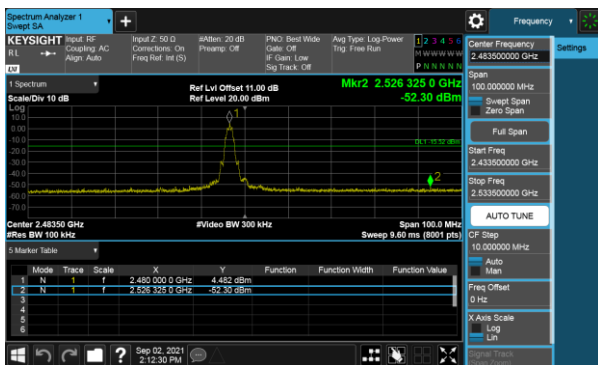 Spectrum Analyzer 1
Swept SA
+
Frequency
KEYSIGHT
RL
LXI
Input: RF
Coupling: AC
Align: Auto
Input Z: 50 Ω
Corrections: On
Freq Ref: Int (S)
#Atten: 20 dB
Preamp: Off
PNO: Best Wide
Gate: Off
IF Gain: Low
Sig Track: Off
Avg Type: Log-Power
Trig: Free Run
1 2 3 4 5 6
M W W W W W
P N N N N N
1 Spectrum
Scale/Div 10 dB
Ref Lvl Offset 11.00 dB
Ref Level 20.00 dBm
Mkr2 2.526 325 0 GHz
-52.30 dBm
Log
10.0
0.00
-10.0
-20.0
-30.0
-40.0
-50.0
-60.0
-70.0
1
DL1 -15.52 dBm
2
Center 2.48350 GHz
#Res BW 100 kHz
#Video BW 300 kHz
Span 100.0 MHz
Sweep 9.60 ms (8001 pts)
5 Marker Table
Mode Trace Scale X Y Function Function Width Function Value
1 N 1 f 2.480 000 0 GHz 4.482 dBm
2 N 1 f 2.526 325 0 GHz -52.30 dBm
3
4
5
6
Sep 02, 2021
2:12:30 PM
?
Center Frequency
2.483500000 GHz
Settings
Span
100.000000 MHz
Swept Span
Zero Span
Full Span
Start Freq
2.433500000 GHz
Stop Freq
2.533500000 GHz
AUTO TUNE
CF Step
10.000000 MHz
Auto
Man
Freq Offset
0 Hz
X Axis Scale
Log
Lin
Signal Track
(Span Zoom)